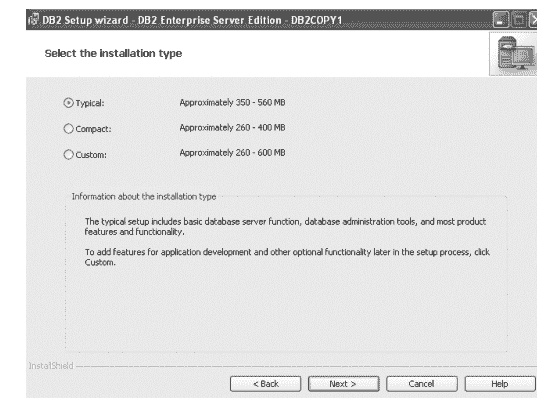 DB2 Setup wizard - DB2 Enterprise Server Edition - DB2COPY1
Select the installation type
Typical: Approximately 350 - 560 MB
Compact: Approximately 260 - 400 MB
Custom: Approximately 260 - 600 MB
Information about the installation type
The typical setup includes basic database server function, database administration tools, and most product
features and functionality.
To add features for application development and other optional functionality later in the setup process, click
Custom.
InstallShield
< Back Next > Cancel Help